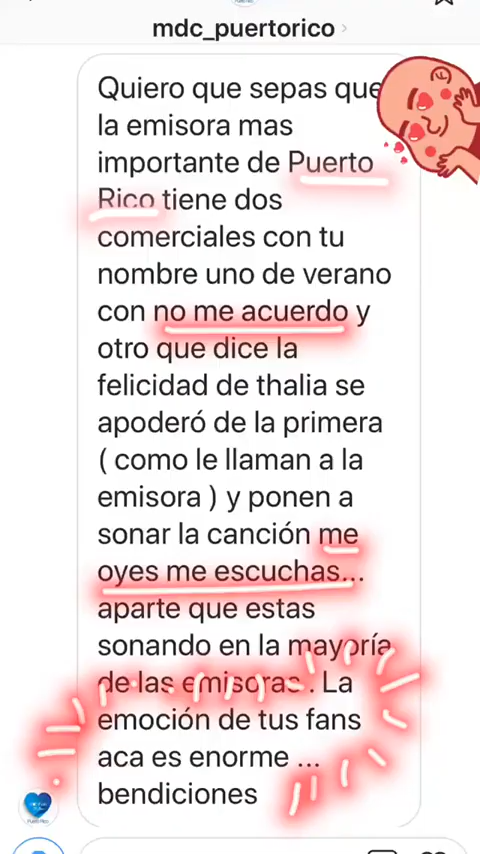 mdc_puertorico
Quiero que sepas que
la emisora mas
importante de Puerto
Rico tiene dos
comerciales con tu
nombre uno de verano
con no me acuerdo y
otro que dice la
felicidad de thalia se
apoderó de la primera
( como le llaman a la
emisora ) y ponen a
sonar la canción me
oyes me escuchas...
aparte que estas
sonando en la mayoría
de las emisoras . La
emoción de tus fans
aca es enorme ...
bendiciones